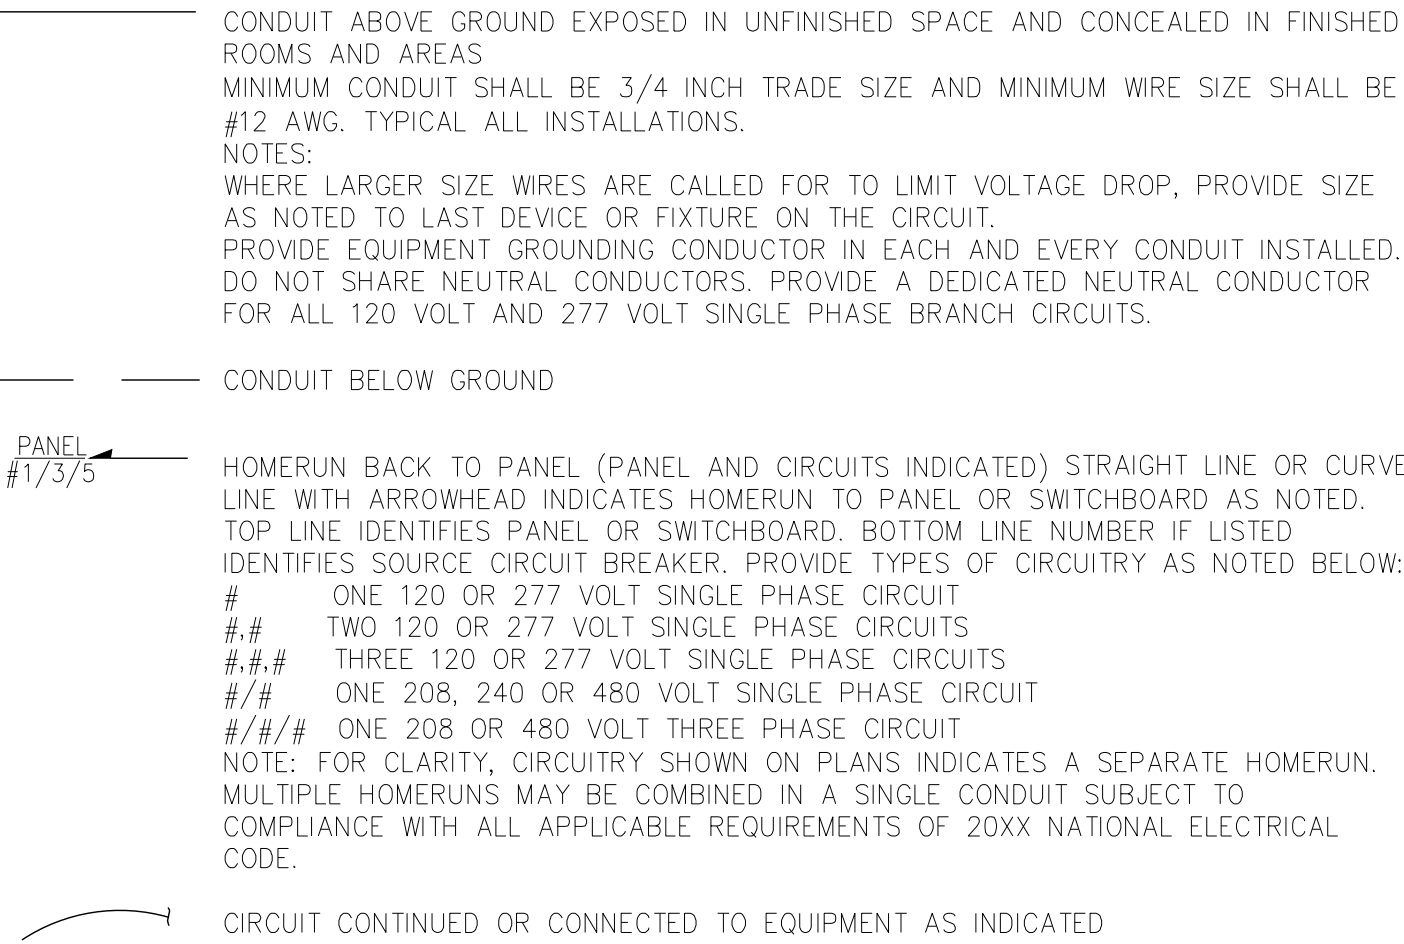 CONDUIT ABOVE GROUND EXPOSED IN UNFINISHED SPACE AND CONCEALED IN FINISHED
ROOMS AND AREAS
MINIMUM CONDUIT SHALL BE 3/4 INCH TRADE SIZE AND MINIMUM WIRE SIZE SHALL BE
#12 AWG. TYPICAL ALL INSTALLATIONS.
NOTES:
WHERE LARGER SIZE WIRES ARE CALLED FOR TO LIMIT VOLTAGE DROP, PROVIDE SIZE
AS NOTED TO LAST DEVICE OR FIXTURE ON THE CIRCUIT.
PROVIDE EQUIPMENT GROUNDING CONDUCTOR IN EACH AND EVERY CONDUIT INSTALLED.
DO NOT SHARE NEUTRAL CONDUCTORS. PROVIDE A DEDICATED NEUTRAL CONDUCTOR
FOR ALL 120 VOLT AND 277 VOLT SINGLE PHASE BRANCH CIRCUITS.
CONDUIT BELOW GROUND
PANEL
#1/3/5
HOMERUN BACK TO PANEL (PANEL AND CIRCUITS INDICATED) STRAIGHT LINE OR CURVE
LINE WITH ARROWHEAD INDICATES HOMERUN TO PANEL OR SWITCHBOARD AS NOTED.
TOP LINE IDENTIFIES PANEL OR SWITCHBOARD. BOTTOM LINE NUMBER IF LISTED
IDENTIFIES SOURCE CIRCUIT BREAKER. PROVIDE TYPES OF CIRCUITRY AS NOTED BELOW:
# ONE 120 OR 277 VOLT SINGLE PHASE CIRCUIT
#,# TWO 120 OR 277 VOLT SINGLE PHASE CIRCUITS
#,#,# THREE 120 OR 277 VOLT SINGLE PHASE CIRCUITS
#/# ONE 208, 240 OR 480 VOLT SINGLE PHASE CIRCUIT
#/#/# ONE 208 OR 480 VOLT THREE PHASE CIRCUIT
NOTE: FOR CLARITY, CIRCUITRY SHOWN ON PLANS INDICATES A SEPARATE HOMERUN.
MULTIPLE HOMERUNS MAY BE COMBINED IN A SINGLE CONDUIT SUBJECT TO
COMPLIANCE WITH ALL APPLICABLE REQUIREMENTS OF 20XX NATIONAL ELECTRICAL
CODE.
CIRCUIT CONTINUED OR CONNECTED TO EQUIPMENT AS INDICATED